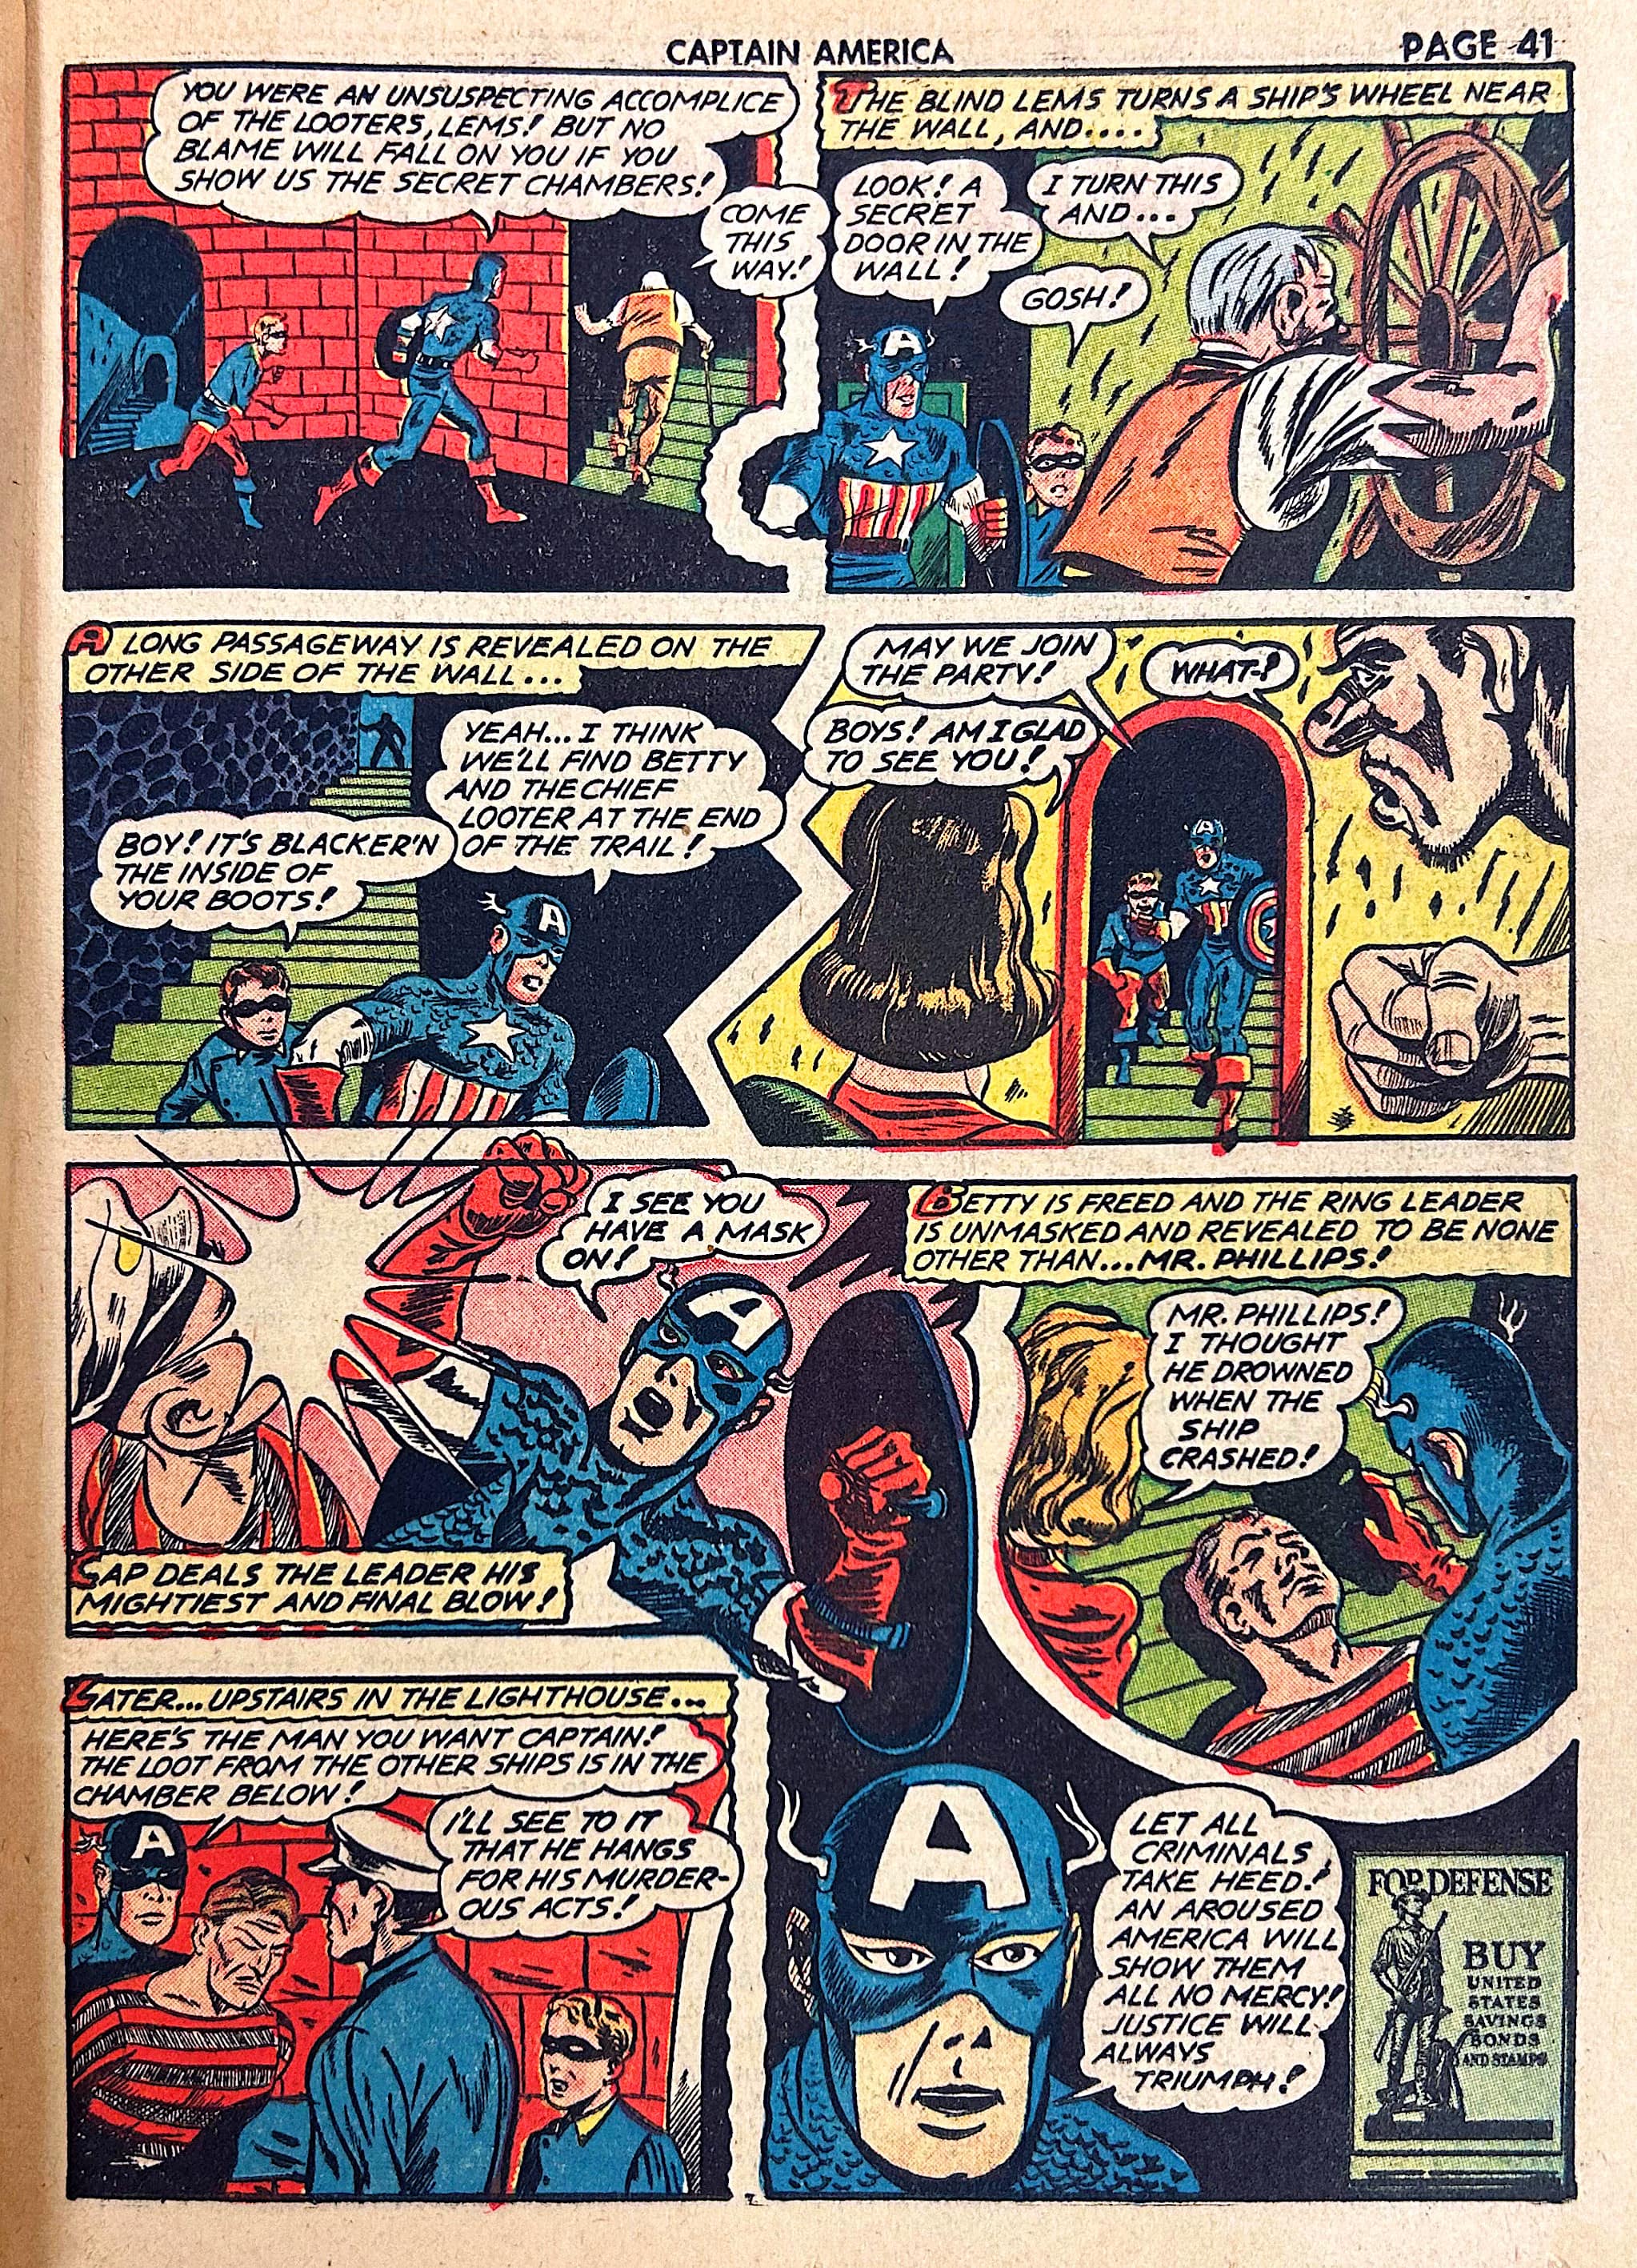 CAPTAIN AMERICA
PAGE 41
YOU WERE AN UNSUSPECTING ACCOMPLICE
OF THE LOOTERS, LEMS! BUT NO
BLAME WILL FALL ON YOU IF YOU
SHOW US THE SECRET CHAMBERS!
COME
THIS
WAY!
THE BLIND LEMS TURNS A SHIP'S WHEEL NEAR
THE WALL, AND....
LOOK! A
SECRET
DOOR IN THE
WALL!
I TURN THIS
AND...
GOSH!
A LONG PASSAGEWAY IS REVEALED ON THE
OTHER SIDE OF THE WALL...
BOY! IT'S BLACKER'N
THE INSIDE OF
YOUR BOOTS!
YEAH... I THINK
WE'LL FIND BETTY
AND THE CHIEF
LOOTER AT THE END
OF THE TRAIL!
MAY WE JOIN
THE PARTY!
WHAT-!
BOYS! AM I GLAD
TO SEE YOU!
I SEE YOU
HAVE A MASK
ON!
CAP DEALS THE LEADER HIS
MIGHTIEST AND FINAL BLOW!
BETTY IS FREED AND THE RING LEADER
IS UNMASKED AND REVEALED TO BE NONE
OTHER THAN...MR. PHILLIPS!
MR. PHILLIPS!
I THOUGHT
HE DROWNED
WHEN THE
SHIP
CRASHED!
LATER...UPSTAIRS IN THE LIGHTHOUSE...
HERE'S THE MAN YOU WANT CAPTAIN!
THE LOOT FROM THE OTHER SHIPS IS IN THE
CHAMBER BELOW!
A
I'LL SEE TO IT
THAT HE HANGS
FOR HIS MURDER-
OUS ACTS!
A
LET ALL
CRIMINALS
TAKE HEED!
AN AROUSED
AMERICA WILL
SHOW THEM
ALL NO MERCY!
JUSTICE WILL
ALWAYS
TRIUMPH!
FOR DEFENSE
BUY
UNITED
STATES
SAVINGS
BONDS
AND STAMPS
7